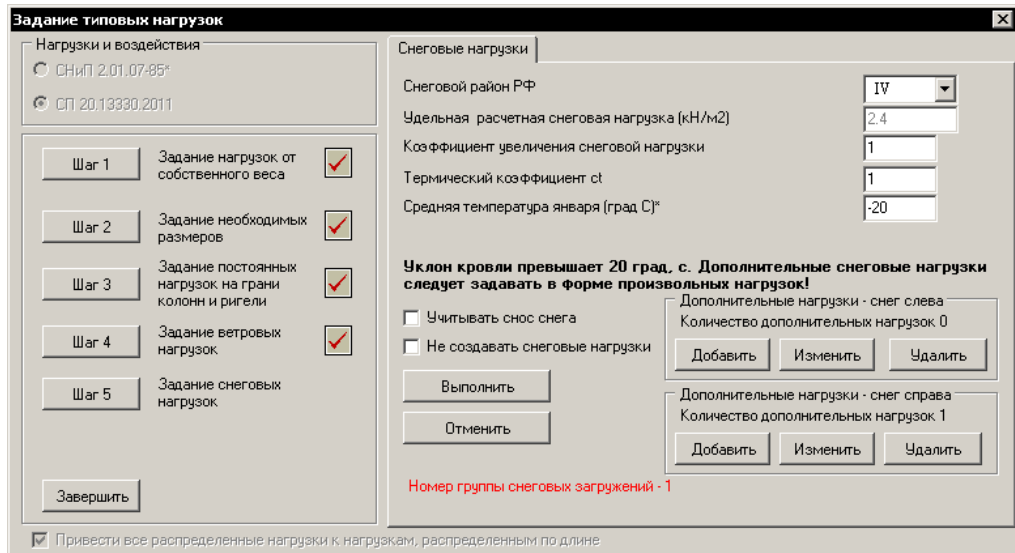 Задание типовых нагрузок
Нагрузки и воздействия
СНиП 2.01.07-85*
СП 20.13330.2011
Шаг 1
Задание нагрузок от
собственного веса
Шаг 2
Задание необходимых
размеров
Шаг 3
Задание постоянных
нагрузок на грани
колонн и ригели
Шаг 4
Задание ветровых
нагрузок
Шаг 5
Задание снеговых
нагрузок
Завершить
Снеговые нагрузки
Снеговой район РФ
IV
Удельная расчетная снеговая нагрузка (кН/м2)
2.4
Коэффициент увеличения снеговой нагрузки
1
Термический коэффициент ct
1
Средняя температура января (град С)*
-20
Уклон кровли превышает 20 град, с. Дополнительные снеговые нагрузки
следует задавать в форме произвольных нагрузок!
Учитывать снос снега
Не создавать снеговые нагрузки
Выполнить
Отменить
Дополнительные нагрузки - снег слева
Количество дополнительных нагрузок 0
Добавить
Изменить
Удалить
Дополнительные нагрузки - снег справа
Количество дополнительных нагрузок 1
Добавить
Изменить
Удалить
Номер группы снеговых загружений - 1
Привести все распределенные нагрузки к нагрузкам, распределенным по длине